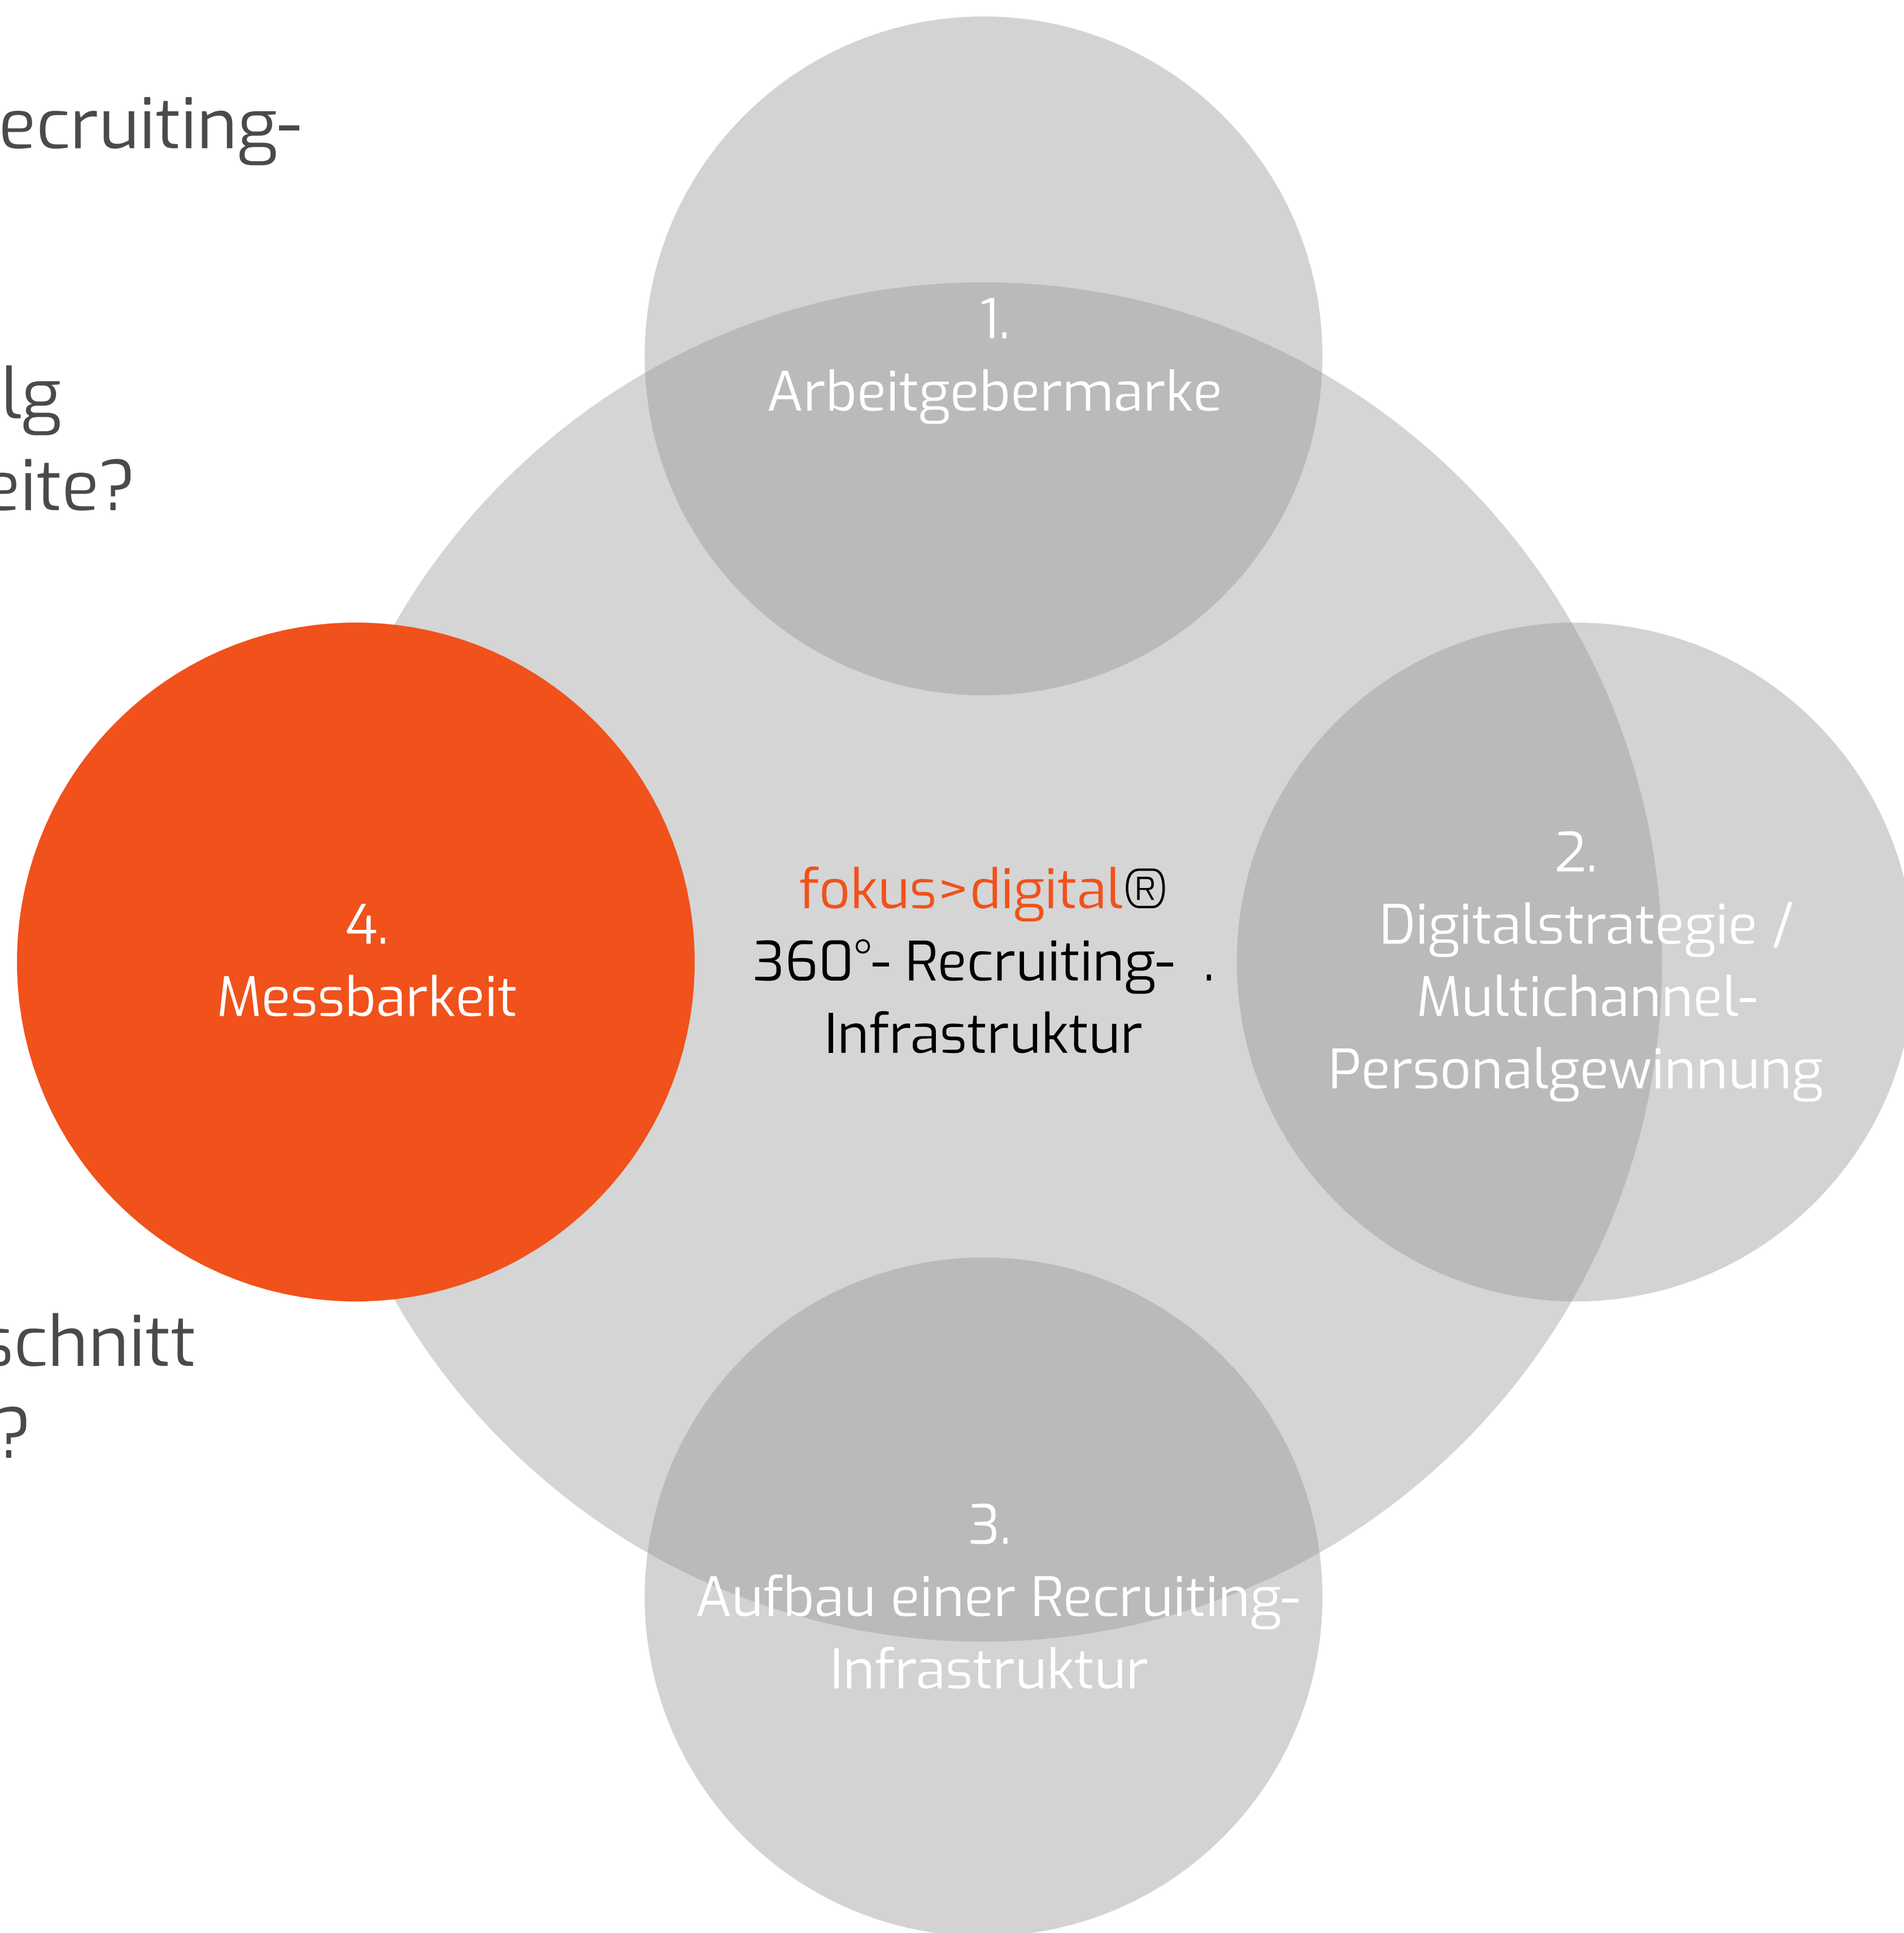 ecruiting-
lg
eite?
schnitt
?
1.
Arbeitgebermarke
2.
Digitalstrategie /
Multichannel-
Personalgewinnung
3.
Aufbau einer Recruiting-
Infrastruktur
4.
Messbarkeit
fokus>digital®
360°- Recruiting- .
Infrastruktur